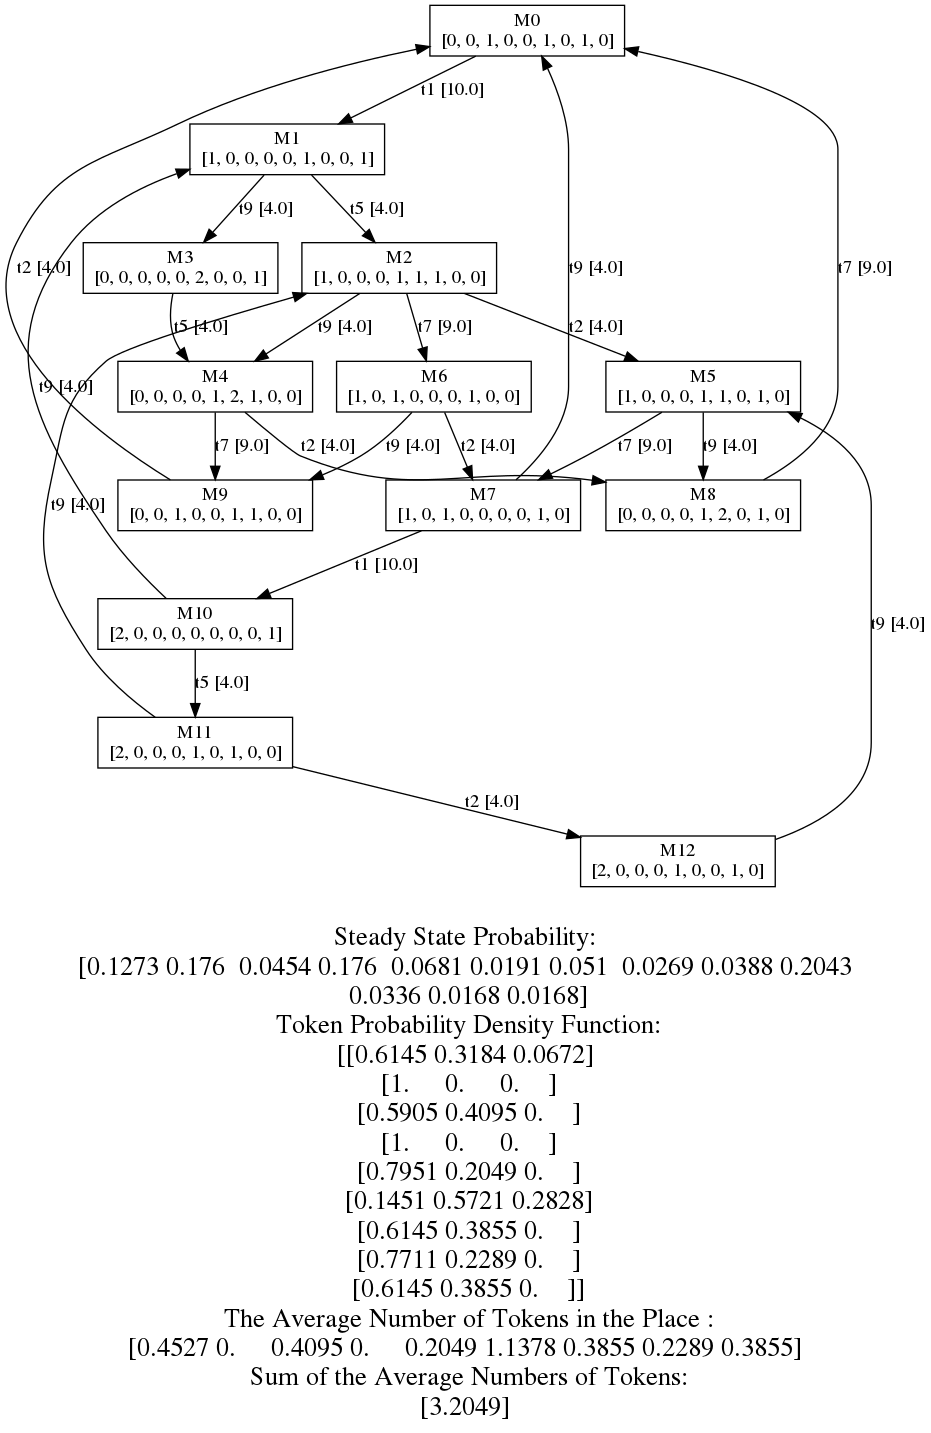 M0
[0, 0, 1, 0, 0, 1, 0, 1, 0]
t1 [10.0]
M1
[1, 0, 0, 0, 0, 1, 0, 0, 1]
t9 [4.0]
t5 [4.0]
M3
[0, 0, 0, 0, 0, 2, 0, 0, 1]
M2
[1, 0, 0, 0, 1, 1, 1, 0, 0]
t2 [4.0]
t9 [4.0]
t7 [9.0]
t5 [4.0]
t9 [4.0]
t7 [9.0]
t2 [4.0]
M4
[0, 0, 0, 0, 1, 2, 1, 0, 0]
M6
[1, 0, 1, 0, 0, 0, 1, 0, 0]
M5
[1, 0, 0, 0, 1, 1, 0, 1, 0]
t9 [4.0]
t7 [9.0]
t2 [4.0]
t9 [4.0]
t2 [4.0]
t7 [9.0]
t9 [4.0]
M9
[0, 0, 1, 0, 0, 1, 1, 0, 0]
M7
[1, 0, 1, 0, 0, 0, 0, 1, 0]
M8
[0, 0, 0, 0, 1, 2, 0, 1, 0]
t9 [4.0]
t1 [10.0]
M10
[2, 0, 0, 0, 0, 0, 0, 0, 1]
t9 [4.0]
t5 [4.0]
M11
[2, 0, 0, 0, 1, 0, 1, 0, 0]
t2 [4.0]
M12
[2, 0, 0, 0, 1, 0, 0, 1, 0]
Steady State Probability:
[0.1273 0.176  0.0454 0.176  0.0681 0.0191 0.051  0.0269 0.0388 0.2043
0.0336 0.0168 0.0168]
Token Probability Density Function:
[[0.6145 0.3184 0.0672]
[1.     0.     0.    ]
[0.5905 0.4095 0.    ]
[1.     0.     0.    ]
[0.7951 0.2049 0.    ]
[0.1451 0.5721 0.2828]
[0.6145 0.3855 0.    ]
[0.7711 0.2289 0.    ]
[0.6145 0.3855 0.    ]]
The Average Number of Tokens in the Place :
[0.4527 0.     0.4095 0.     0.2049 1.1378 0.3855 0.2289 0.3855]
Sum of the Average Numbers of Tokens:
[3.2049]